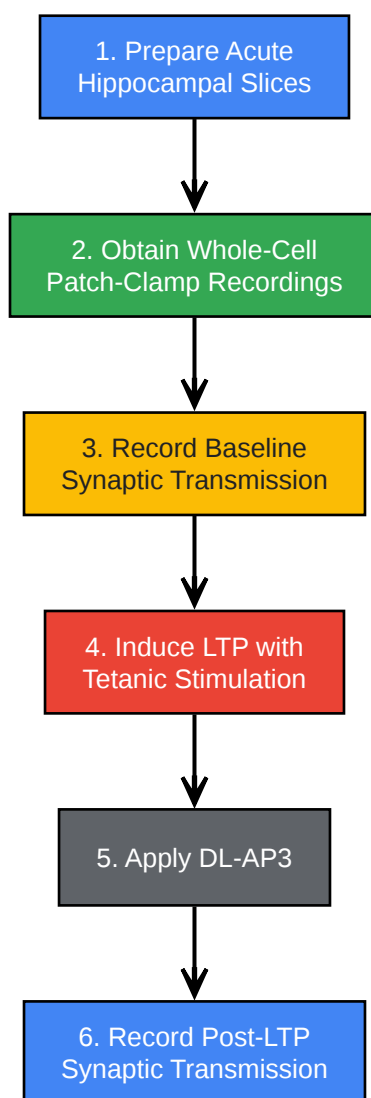 1. Prepare Acute
Hippocampal Slices
2. Obtain Whole-Cell
Patch-Clamp Recordings
3. Record Baseline
Synaptic Transmission
4. Induce LTP with
Tetanic Stimulation
5. Apply DL-AP3
6. Record Post-LTP
Synaptic Transmission